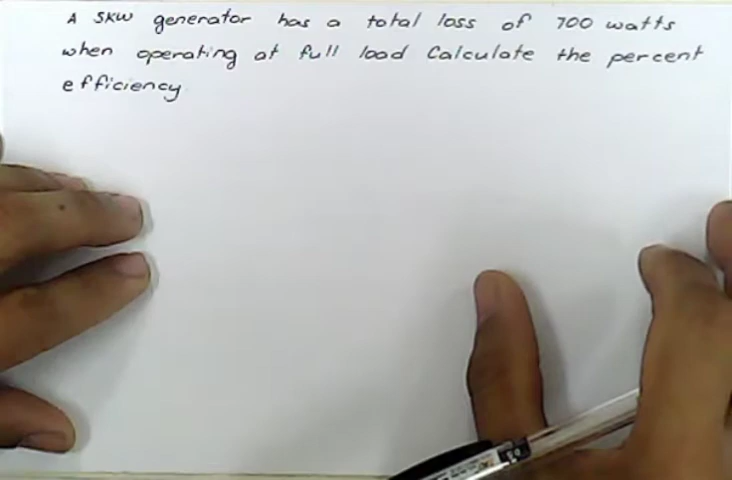 A 5KW generator has a total loss of 700 watts
when operating at full load Calculate the percent
efficiency